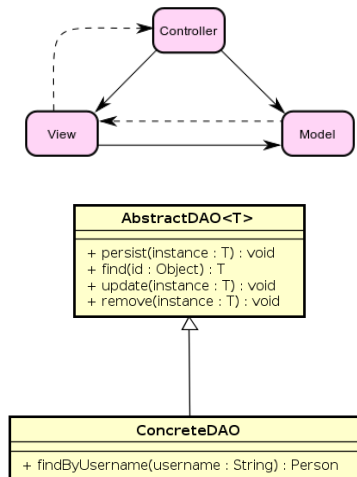 Controller
View
Model
AbstractDAO<T>
+ persist(instance : T) : void
+ find(id : Object) : T
+ update(instance : T) : void
+ remove(instance : T) : void
ConcreteDAO
+ findByUsername(username : String) : Person